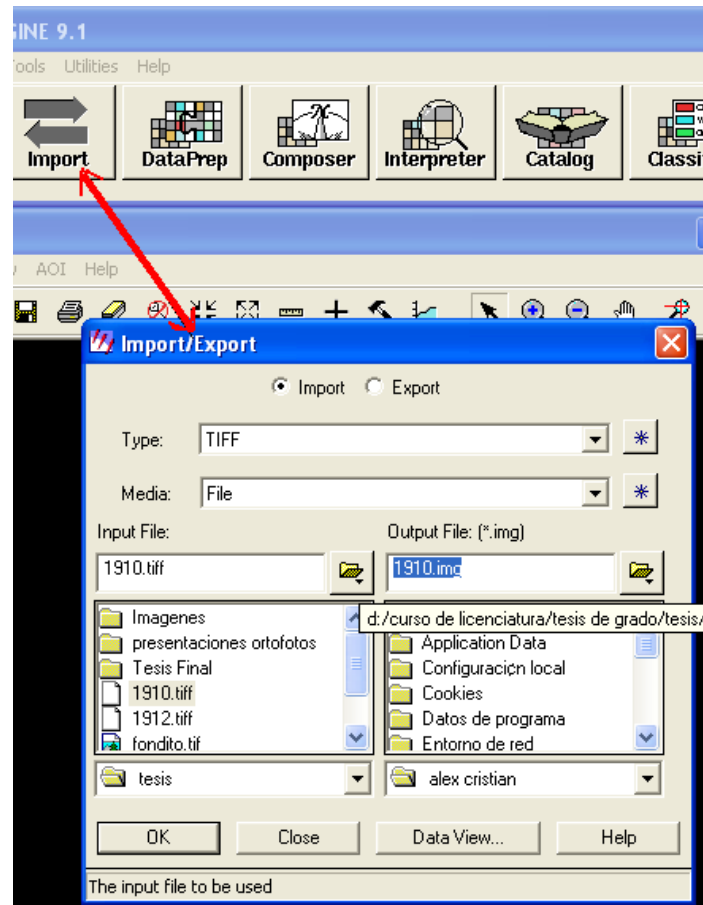 SINE 9.1
Tools Utilities Help
Import DataPrep Composer Interpreter Catalog Classi
AOI Help
Import/Export
Import Export
Type: TIFF
Media: File
Input File: Output File: (*.img)
1910.tiff 1910.img
d:/curso de licenciatura/tesis de grado/tesis/
Imagenes
presentaciones ortofotos Application Data
Tesis Final Configuración local
1910.tiff Cookies
1912.tiff Datos de programa
fondito.tif Entorno de red
tesis alex cristian
OK Close Data View... Help
The input file to be used